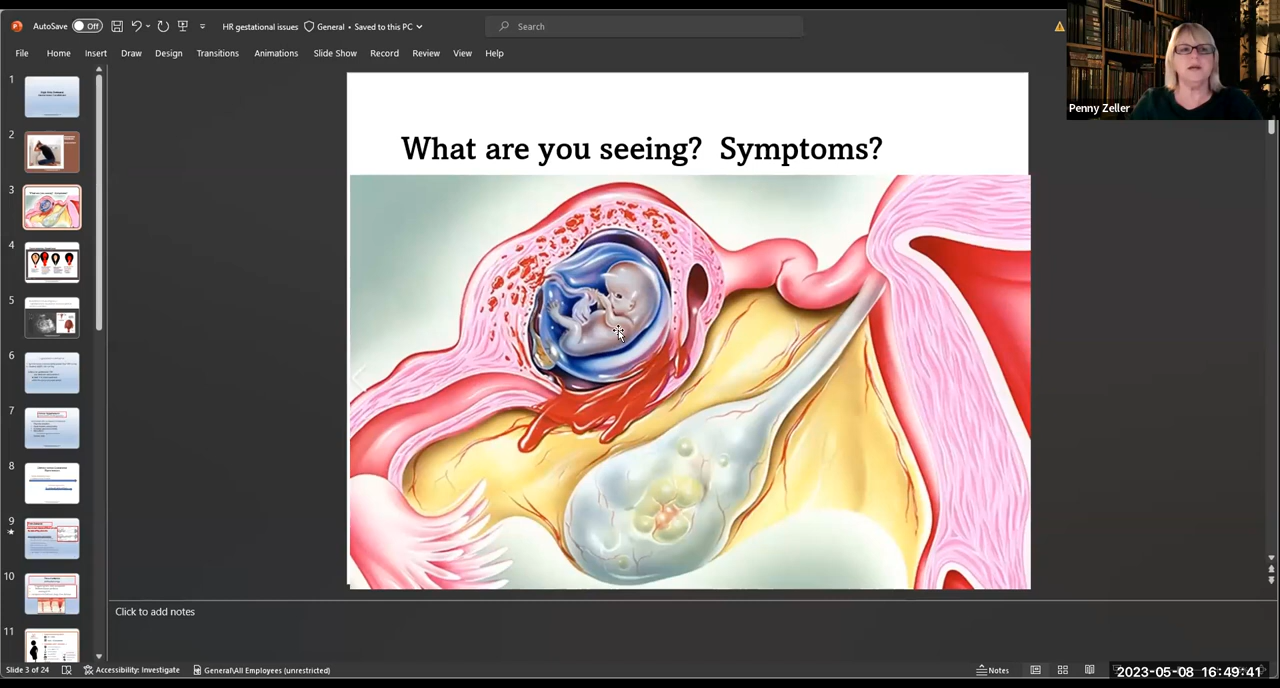 AutoSave
Off
HR gestational issues
General • Saved to this PC
Search
File Home Insert Draw Design Transitions Animations Slide Show Record Review View Help
Penny Zeller
1
2
3
4
5
6
7
8
9
10
11
What are you seeing? Symptoms?
Click to add notes
Slide 3 of 24
Accessibility: Investigate
General\All Employees (unrestricted)
Notes
2023-05-08 16:49:41